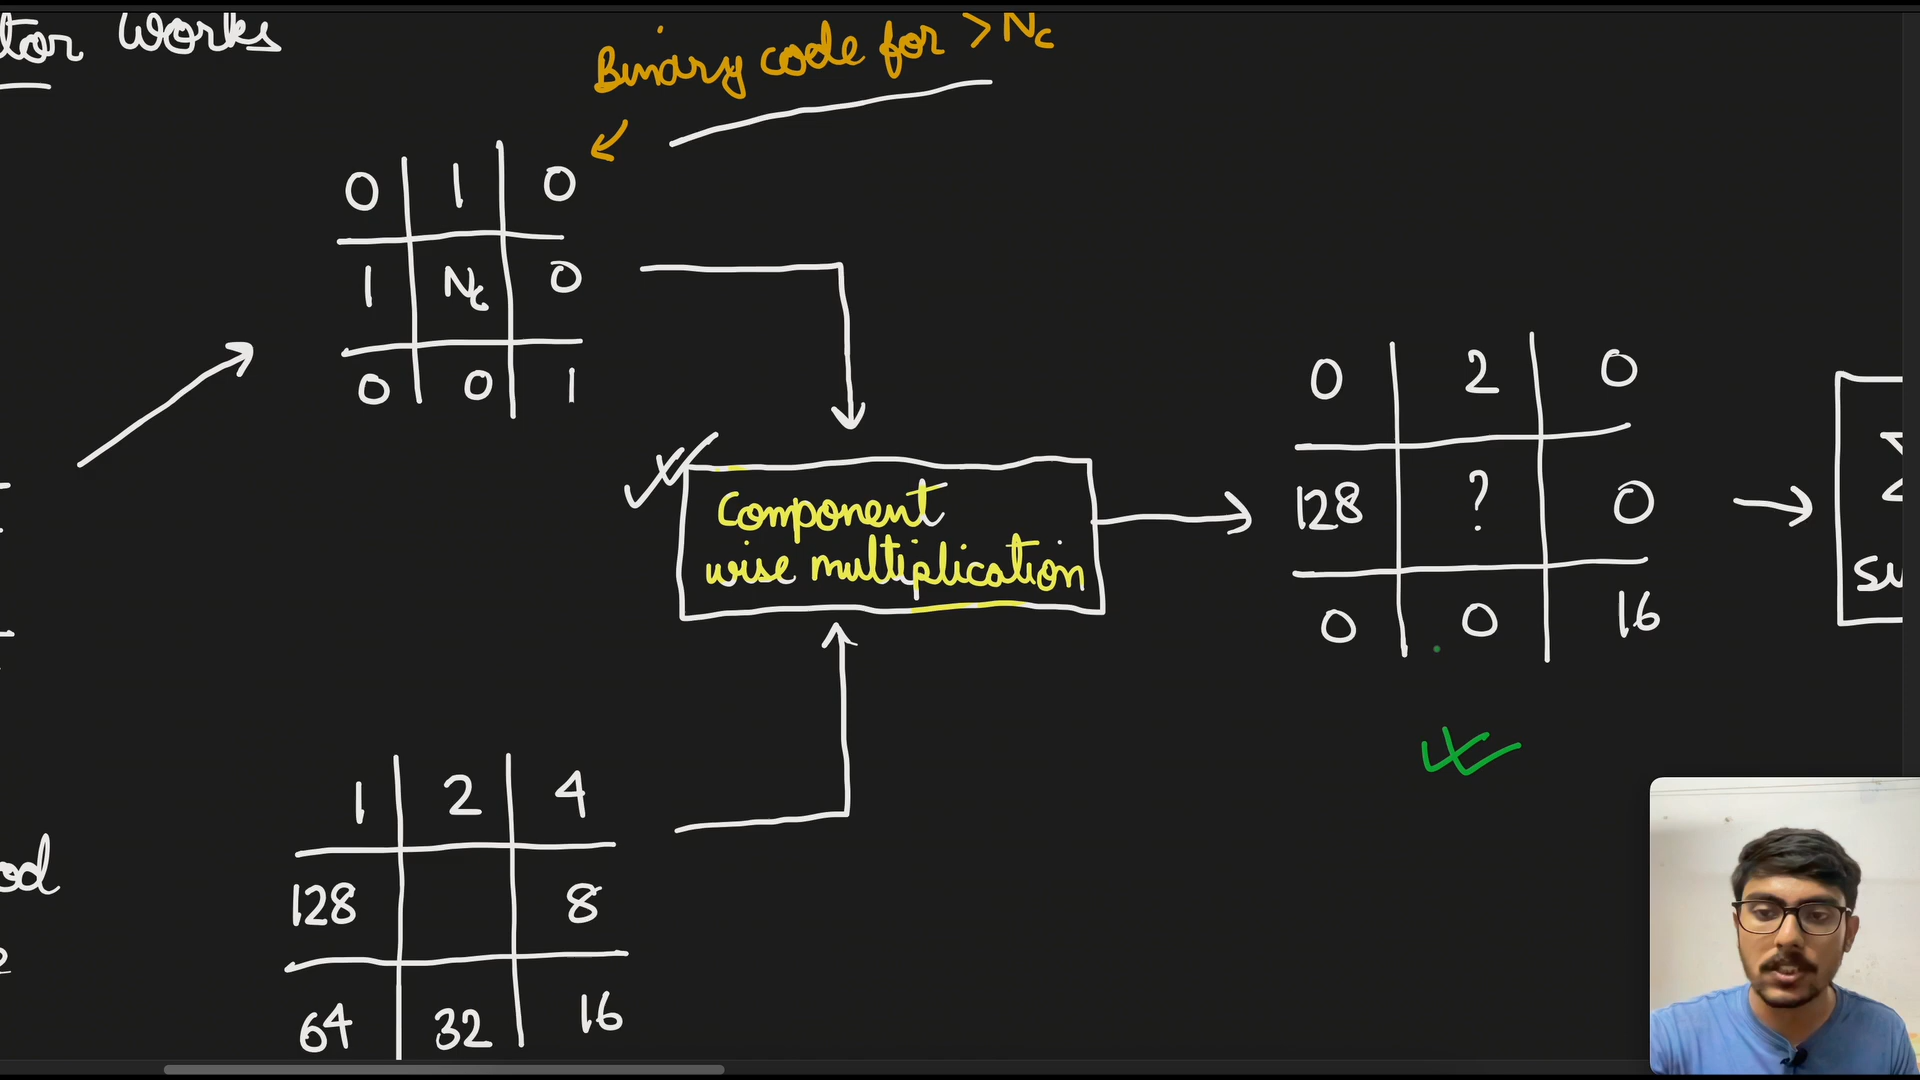 Works
Binary code for > Nc
0 1 0
1 Nc 0
0 0 1
Component
wise multiplication
0 2 0
128 ? 0
0 0 16
1 2 4
128 8
64 32 16